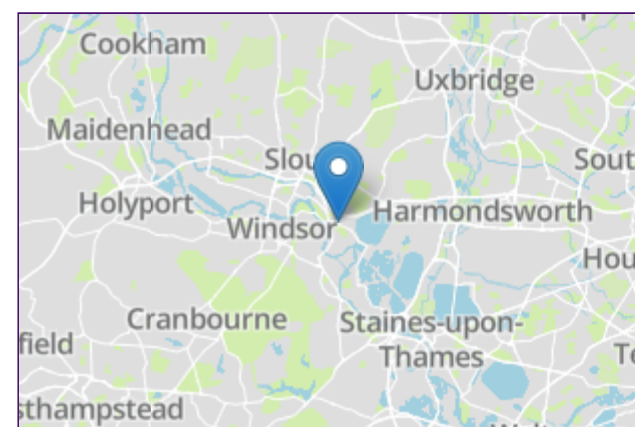 Cookham
Uxbridge
Maidenhead
Slou
Sout
Holyport
Harmondsworth
Windsor
Hou
Cranbourne
Staines-upon-
Thames
field
Te
sthampstead